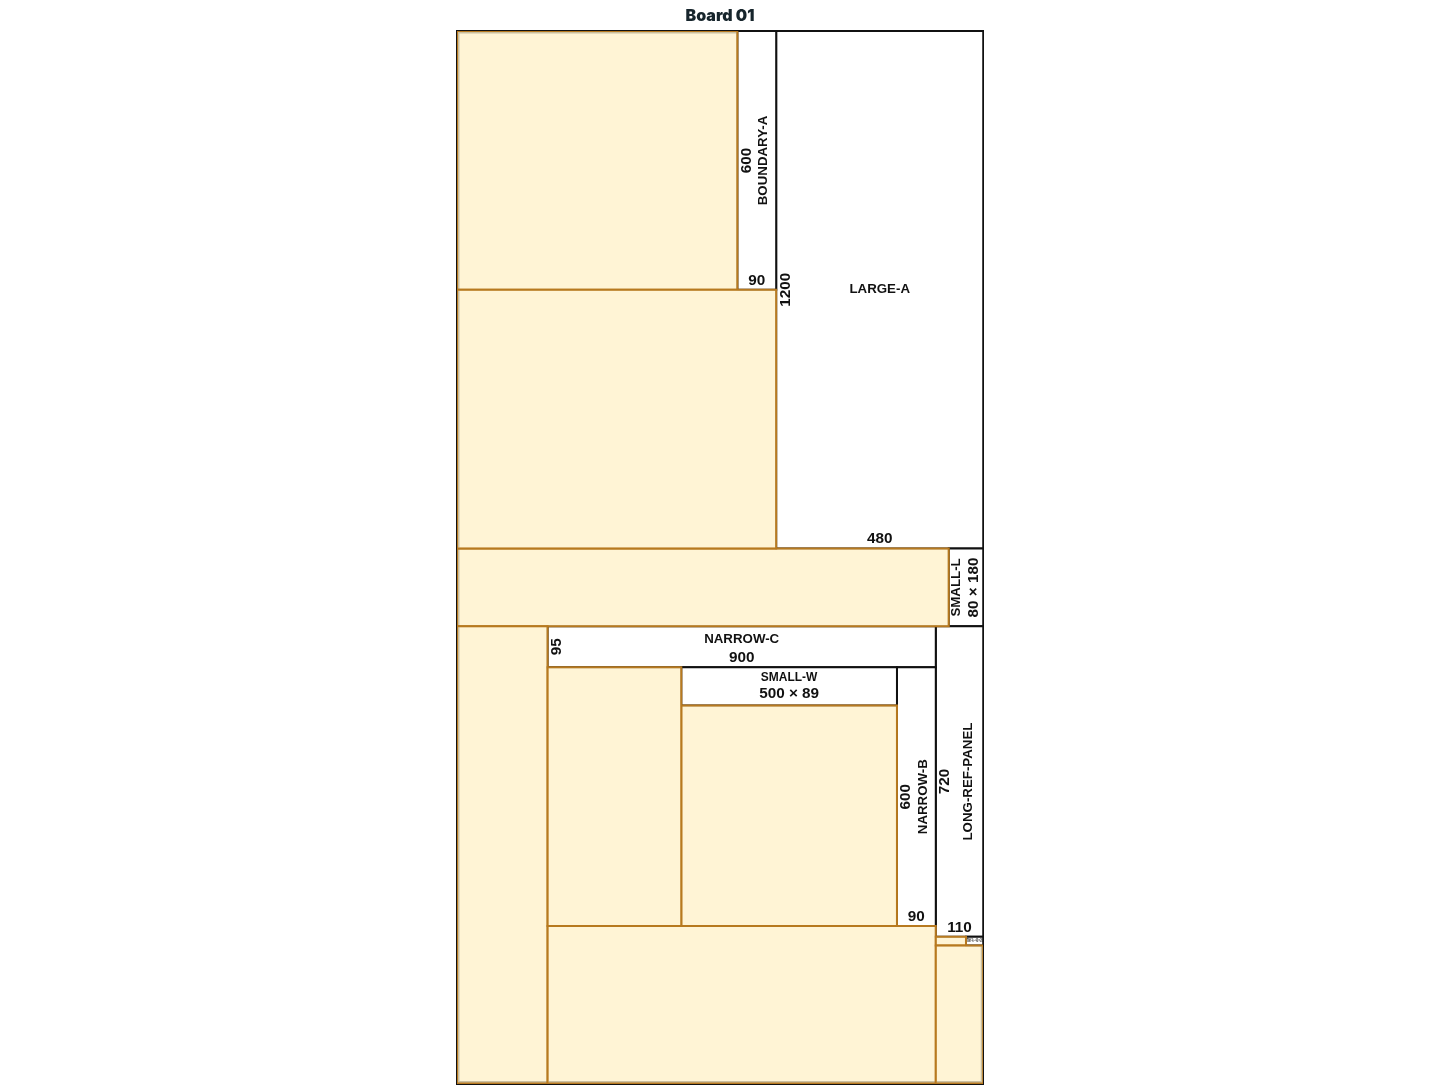 Board 01
600
BOUNDARY-A
90
1200
LARGE-A
480
SMALL-L
80 × 180
95
NARROW-C
900
SMALL-W
500 × 89
600
NARROW-B
90
720
LONG-REF-PANEL
110